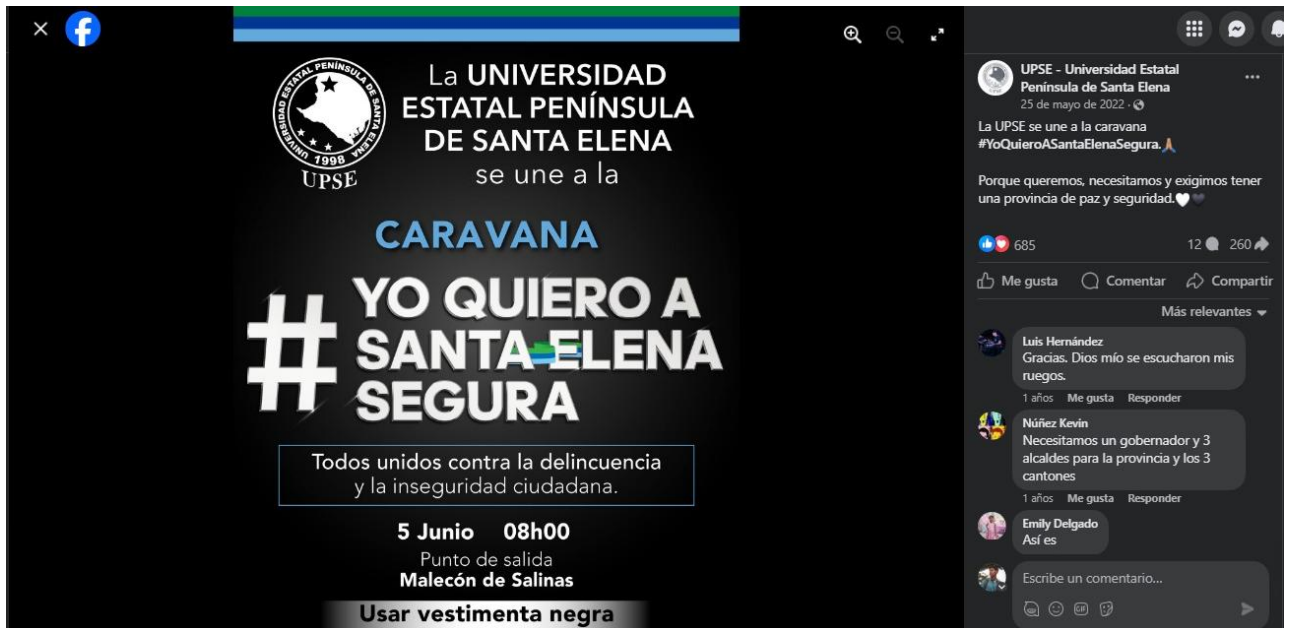 UNIVERSIDAD ESTATAL PENÍNSULA DE SANTA ELENA
1998
UPSE
La UNIVERSIDAD
ESTATAL PENÍNSULA
DE SANTA ELENA
se une a la
CARAVANA
# YO QUIERO A
SANTA ELENA
SEGURA
Todos unidos contra la delincuencia
y la inseguridad ciudadana.
5 Junio 08h00
Punto de salida
Malecón de Salinas
Usar vestimenta negra
UPSE - Universidad Estatal
Península de Santa Elena
25 de mayo de 2022 ·
La UPSE se une a la caravana
#YoQuieroASantaElenaSegura.🙏🏽
Porque queremos, necesitamos y exigimos tener
una provincia de paz y seguridad.🤍🖤
685 12 260
Me gusta Comentar Compartir
Más relevantes
Luis Hernández
Gracias. Dios mío se escucharon mis
ruegos.
1 años Me gusta Responder
Núñez Kevin
Necesitamos un gobernador y 3
alcaldes para la provincia y los 3
cantones
1 años Me gusta Responder
Emily Delgado
Así es
Escribe un comentario...
GIF